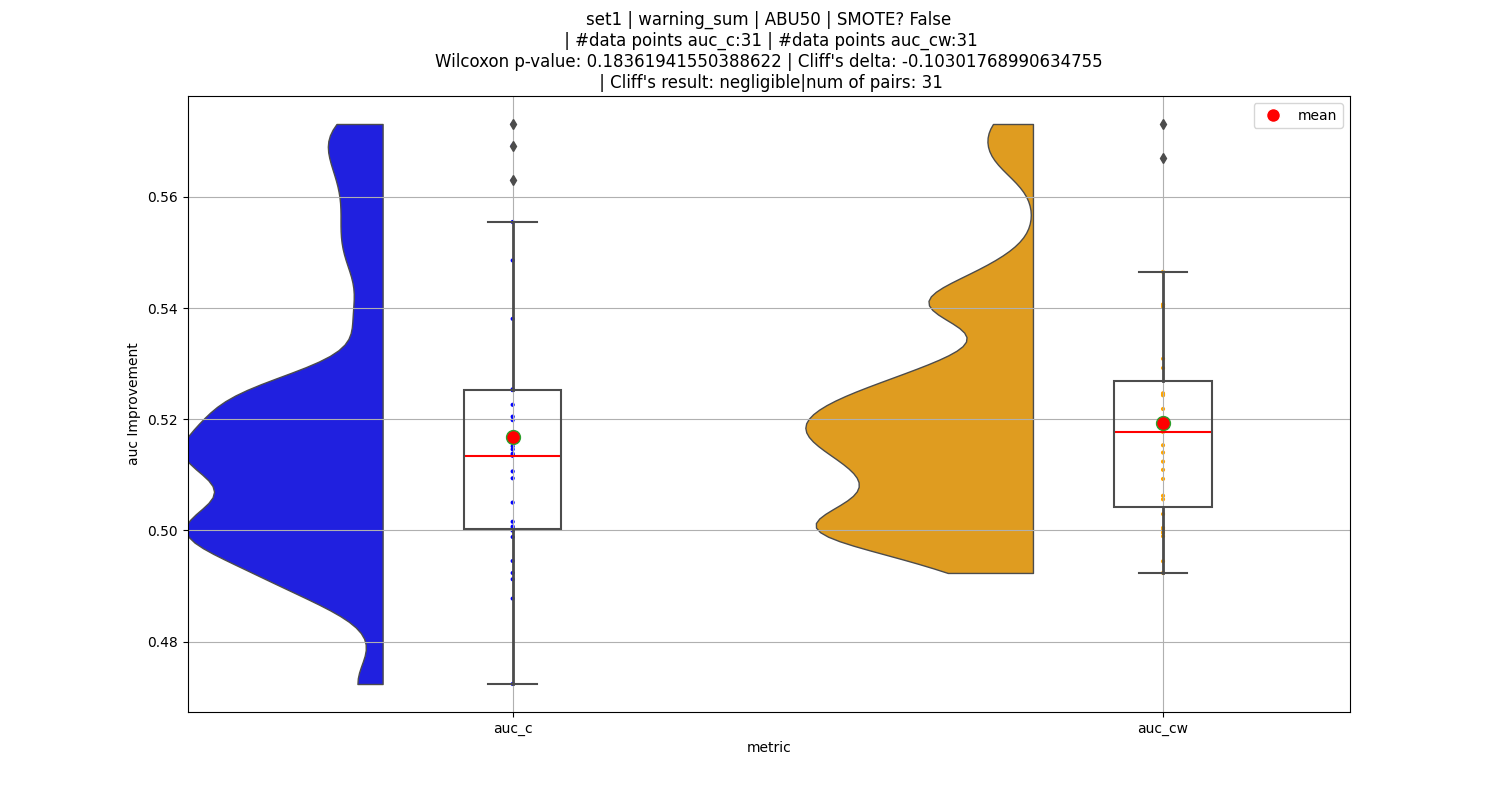 set1 | warning_sum | ABU50 | SMOTE? False
| #data points auc_c:31 | #data points auc_cw:31
Wilcoxon p-value: 0.18361941550388622 | Cliff's delta: -0.10301768990634755
| Cliff's result: negligible|num of pairs: 31
mean
0.56
0.54
0.52
0.50
0.48
auc Improvement
auc_c
auc_cw
metric